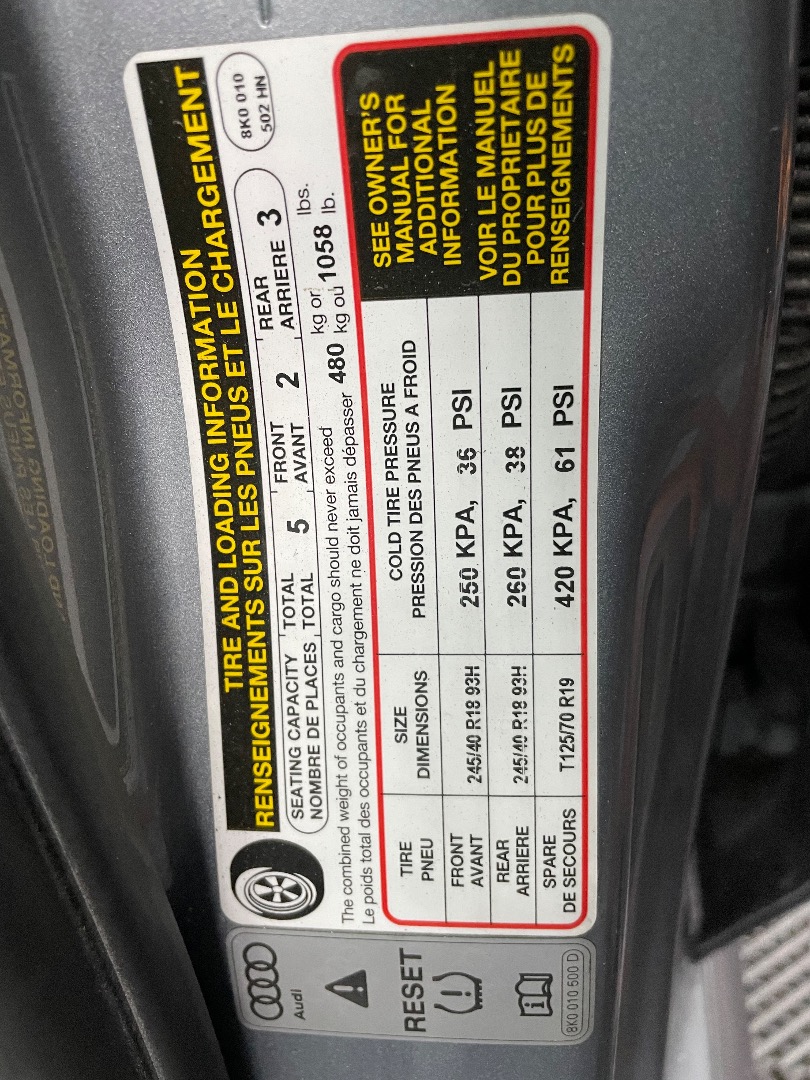 TIRE AND LOADING INFORMATION
RENSEIGNEMENTS SUR LES PNEUS ET LE CHARGEMENT
8K0 010
502 HN
SEATING CAPACITY TOTAL 5 FRONT 2 REAR 3
NOMBRE DE PLACES TOTAL AVANT ARRIERE
The combined weight of occupants and cargo should never exceed 480 kg or 1058 lbs.
Le poids total des occupants et du chargement ne doit jamais dépasser kg ou lb.
TIRE SIZE COLD TIRE PRESSURE
PNEU DIMENSIONS PRESSION DES PNEUS A FROID
FRONT
AVANT 245/40 R18 93H 250 KPA, 36 PSI
REAR
ARRIERE 245/40 R18 93H 260 KPA, 38 PSI
SPARE
DE SECOURS T125/70 R19 420 KPA, 61 PSI
SEE OWNER'S
MANUAL FOR
ADDITIONAL
INFORMATION
VOIR LE MANUEL
DU PROPRIETAIRE
POUR PLUS DE
RENSEIGNEMENTS
Audi
RESET
8K0 010 500 D